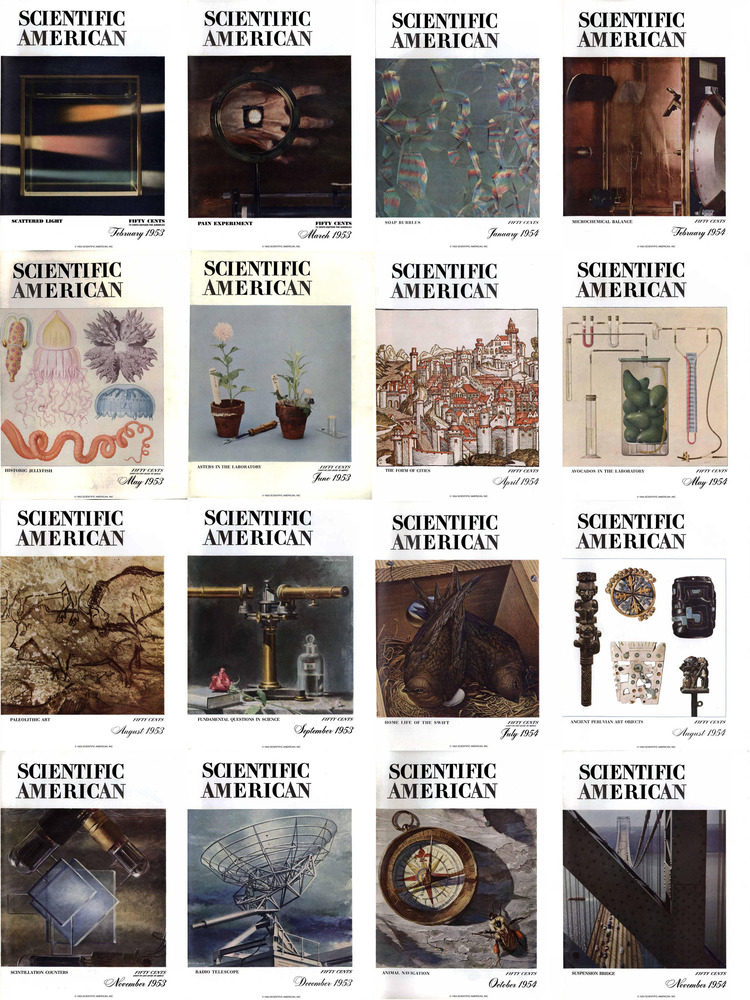 SCIENTIFIC
AMERICAN
SCATTERED LIGHT
FIFTY CENTS
February 1953
SCIENTIFIC
AMERICAN
PAIN EXPERIMENT
FIFTY CENTS
March 1953
SCIENTIFIC
AMERICAN
SOAP BUBBLES
FIFTY CENTS
January 1954
SCIENTIFIC
AMERICAN
MICROCHEMICAL BALANCE
FIFTY CENTS
February 1954
SCIENTIFIC
AMERICAN
HISTORIC JELLYFISH
FIFTY CENTS
May 1953
SCIENTIFIC
AMERICAN
ASTERS IN THE LABORATORY
FIFTY CENTS
June 1953
SCIENTIFIC
AMERICAN
THE FORM OF CITIES
FIFTY CENTS
April 1954
SCIENTIFIC
AMERICAN
AVOCADOS IN THE LABORATORY
FIFTY CENTS
May 1954
SCIENTIFIC
AMERICAN
PALEOLITHIC ART
FIFTY CENTS
August 1953
SCIENTIFIC
AMERICAN
FUNDAMENTAL QUESTIONS IN SCIENCE
FIFTY CENTS
September 1953
SCIENTIFIC
AMERICAN
HOME LIFE OF THE SWIFT
FIFTY CENTS
July 1954
SCIENTIFIC
AMERICAN
ANCIENT PERUVIAN ART OBJECTS
FIFTY CENTS
August 1954
SCIENTIFIC
AMERICAN
SCINTILLATION COUNTERS
FIFTY CENTS
November 1953
SCIENTIFIC
AMERICAN
RADIO TELESCOPE
FIFTY CENTS
December 1953
SCIENTIFIC
AMERICAN
ANIMAL NAVIGATION
FIFTY CENTS
October 1954
SCIENTIFIC
AMERICAN
SUSPENSION BRIDGE
FIFTY CENTS
November 1954